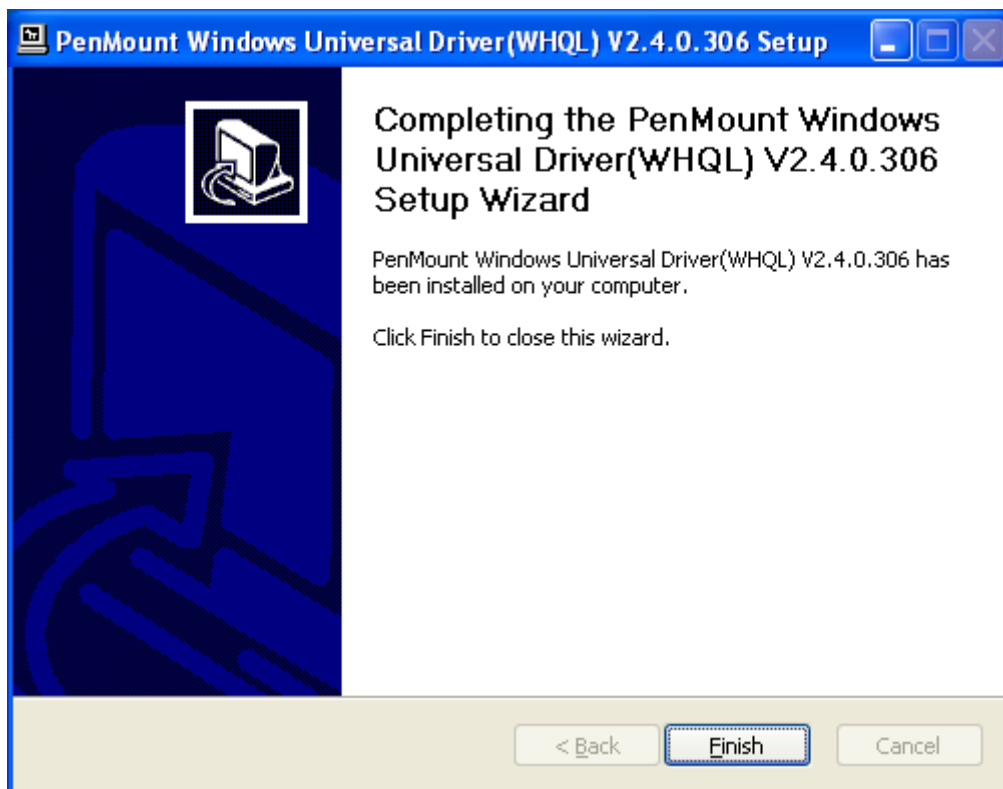 PenMount Windows Universal Driver(WHQL) V2.4.0.306 Setup
Completing the PenMount Windows
Universal Driver(WHQL) V2.4.0.306
Setup Wizard
PenMount Windows Universal Driver(WHQL) V2.4.0.306 has
been installed on your computer.
Click Finish to close this wizard.
< Back
Finish
Cancel